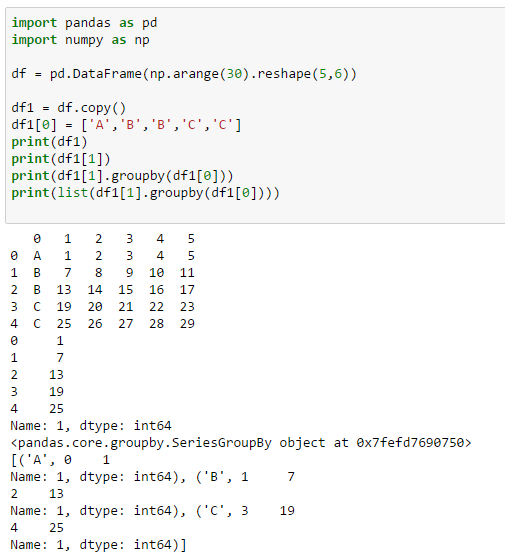 import pandas as pd
import numpy as np
df = pd.DataFrame(np.arange(30).reshape(5,6))
df1 = df.copy()
df1[0] = ['A','B','B','C','C']
print(df1)
print(df1[1])
print(df1[1].groupby(df1[0]))
print(list(df1[1].groupby(df1[0])))
   0   1   2   3   4   5
0  A   1   2   3   4   5
1  B   7   8   9  10  11
2  B  13  14  15  16  17
3  C  19  20  21  22  23
4  C  25  26  27  28  29
0     1
1     7
2    13
3    19
4    25
Name: 1, dtype: int64
<pandas.core.groupby.SeriesGroupBy object at 0x7fefd7690750>
[('A', 0    1
Name: 1, dtype: int64), ('B', 1     7
2    13
Name: 1, dtype: int64), ('C', 3    19
4    25
Name: 1, dtype: int64)]